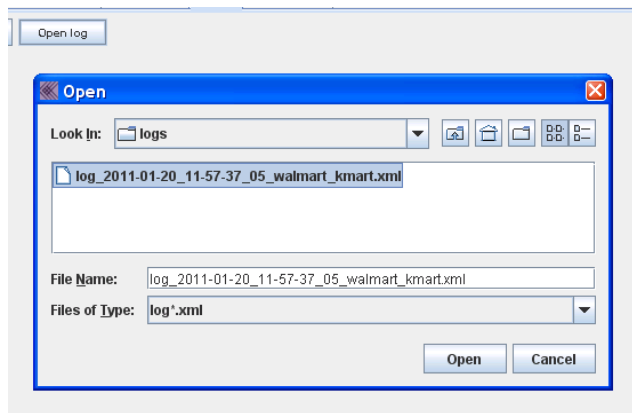 Open log
Open
Look In: logs
log_2011-01-20_11-57-37_05_walmart_kmart.xml
File Name: log_2011-01-20_11-57-37_05_walmart_kmart.xml
Files of Type: log*.xml
Open Cancel